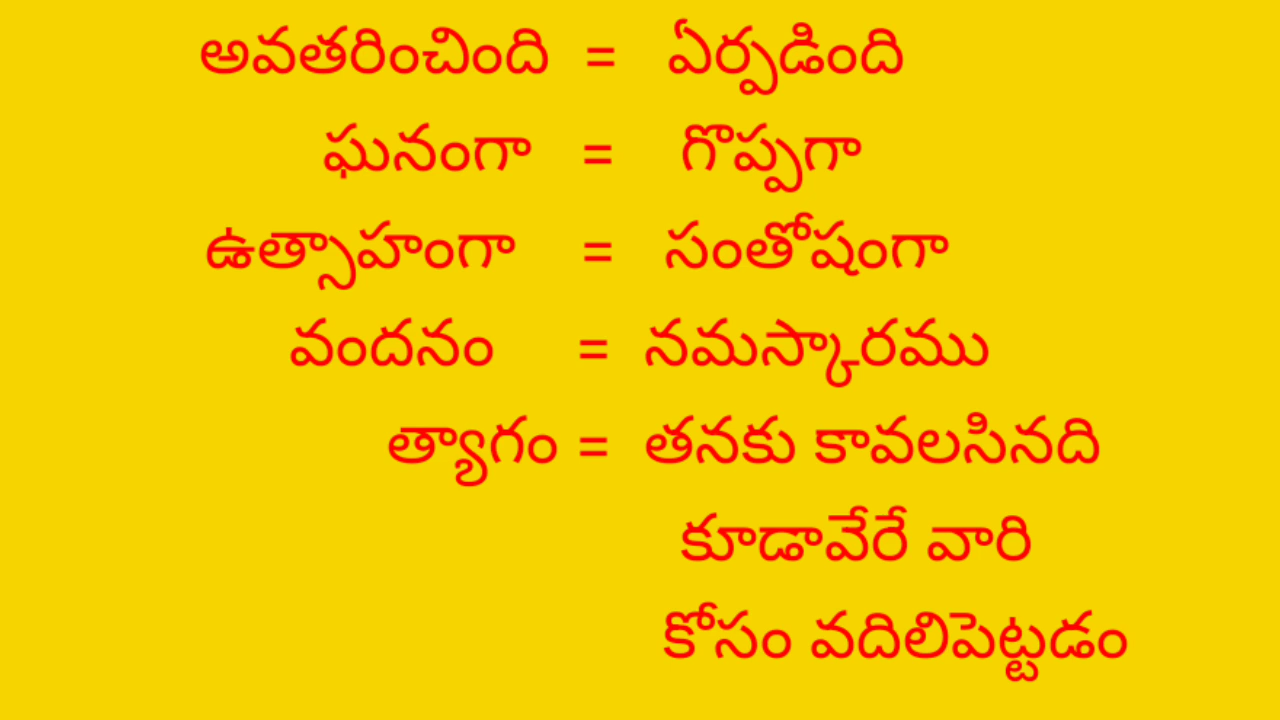 అవతరించింది = ఏర్పడింది
ఘనంగా = గొప్పగా
ఉత్సాహంగా = సంతోషంగా
వందనం = నమస్కారము
త్యాగం = తనకు కావలసినది
కూడావేరే వారి
కోసం వదిలిపెట్టడం